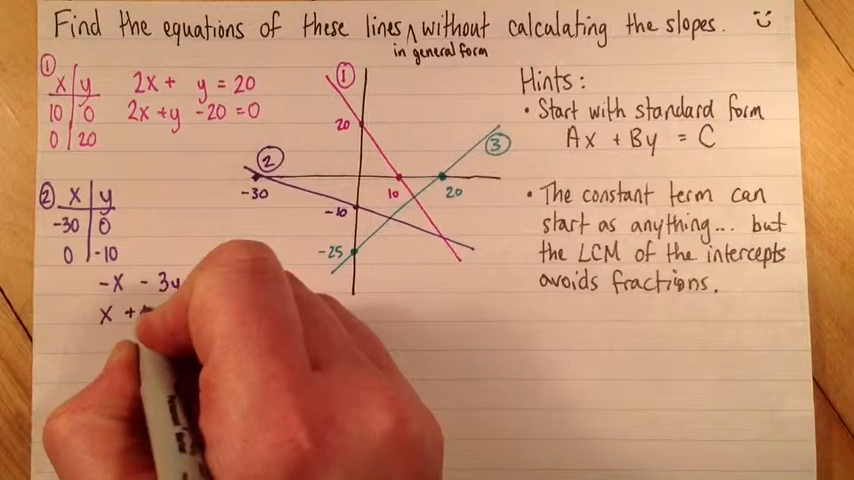 Find the equations of these lines ^ without calculating the slopes.
in general form
①
x y
10 0
0 20
2x + y = 20
2x + y - 20 = 0
②
x y
-30 0
0 -10
-x - 3y
x +
①
20
②
-30
-10
10
20
③
-25
Hints:
• Start with standard form
Ax + By = C
• The constant term can
start as anything... but
the LCM of the intercepts
avoids fractions.